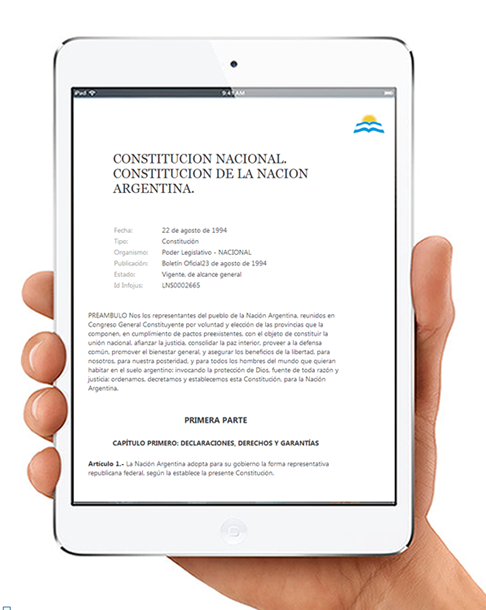 iPad 9:41 AM
CONSTITUCION NACIONAL.
CONSTITUCION DE LA NACION
ARGENTINA.
Fecha: 22 de agosto de 1994
Tipo: Constitución
Organismo: Poder Legislativo - NACIONAL
Publicación: Boletín Oficial23 de agosto de 1994
Estado: Vigente, de alcance general
Id Infojus: LNS0002665
PREAMBULO Nos los representantes del pueblo de la Nación Argentina, reunidos en
Congreso General Constituyente por voluntad y elección de las provincias que la
componen, en cumplimiento de pactos preexistentes, con el objeto de constituir la
unión nacional, afianzar la justicia, consolidar la paz interior, proveer a la defensa
común, promover el bienestar general, y asegurar los beneficios de la libertad, para
nosotros, para nuestra posteridad, y para todos los hombres del mundo que quieran
habitar en el suelo argentino: invocando la protección de Dios, fuente de toda razón y
justicia: ordenamos, decretamos y establecemos esta Constitución, para la Nación
Argentina.
PRIMERA PARTE
CAPÍTULO PRIMERO: DECLARACIONES, DERECHOS Y GARANTÍAS
Artículo 1.- La Nación Argentina adopta para su gobierno la forma representativa
republicana federal, según la establece la presente Constitución.